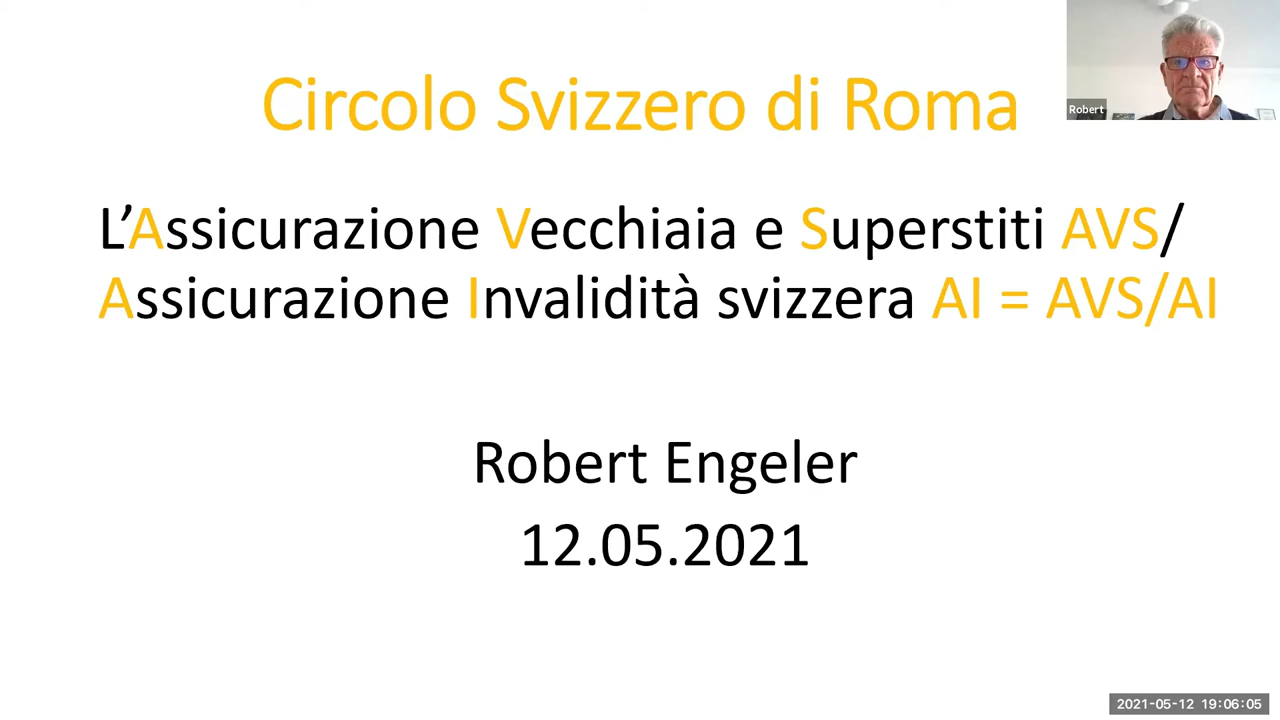 Circolo Svizzero di Roma
Robert
L’Assicurazione Vecchiaia e Superstiti AVS/
Assicurazione Invalidità svizzera AI = AVS/AI
Robert Engeler
12.05.2021
2021-05-12 19:06:05